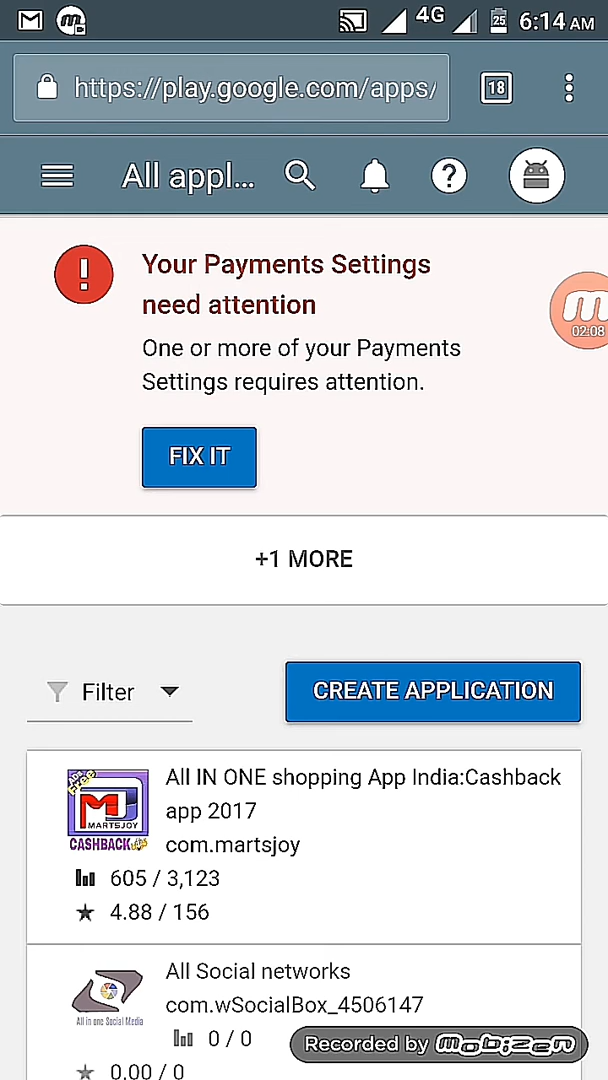 4G 25 6:14 AM
https://play.google.com/apps/ 18
All appl... ?
Your Payments Settings
need attention
02:08
One or more of your Payments
Settings requires attention.
FIX IT
+1 MORE
Filter
CREATE APPLICATION
All IN ONE shopping App India:Cashback
app 2017
com.martsjoy
Free
MJ
MARTSJOY
CASHBACK
605 / 3,123
4.88 / 156
All Social networks
com.wSocialBox_4506147
All in one Social Media
0 / 0
Recorded by mobizen
0.00 / 0